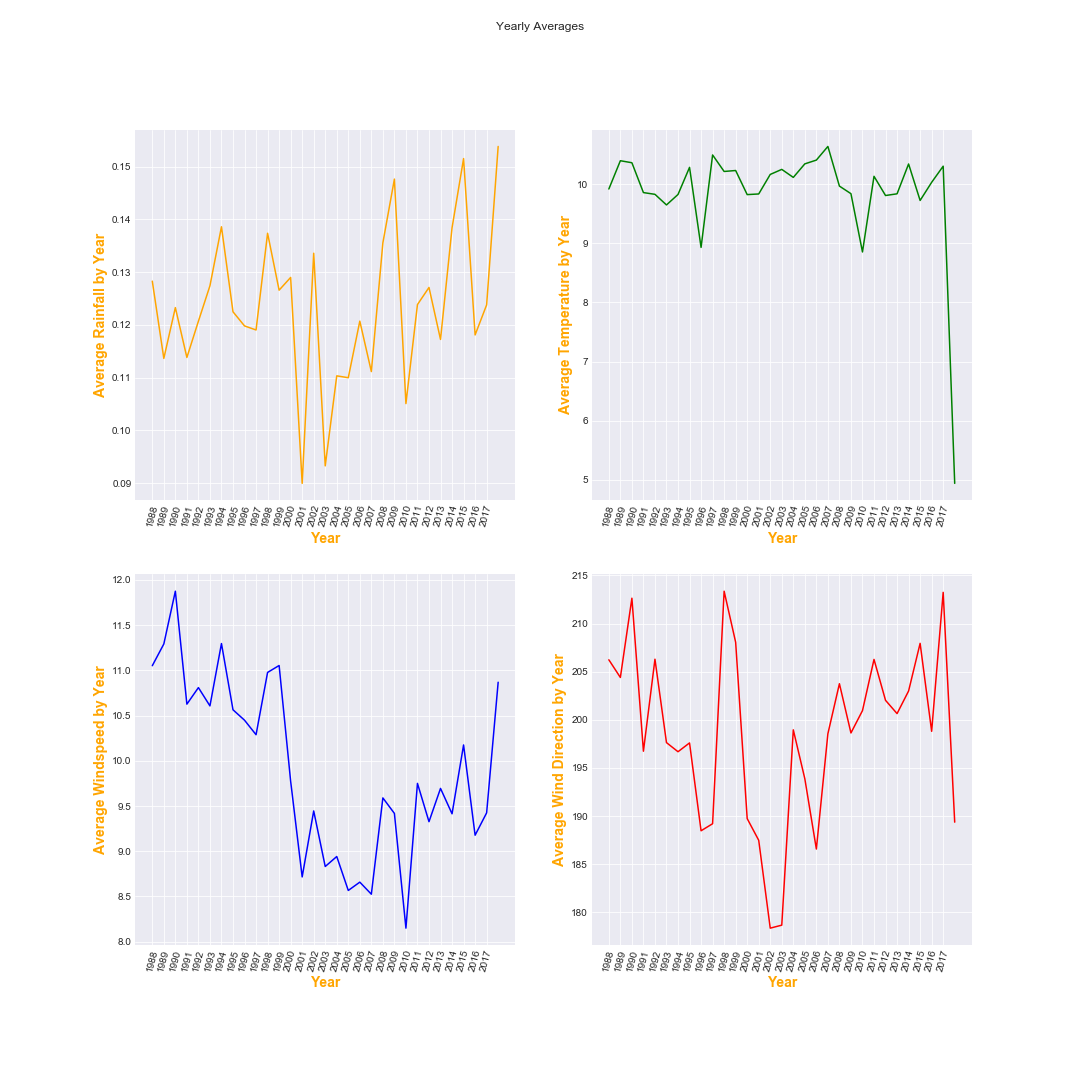 Yearly Averages
Average Rainfall by Year
0.15
0.14
0.13
0.12
0.11
0.10
0.09
1988 1989 1990 1991 1992 1993 1994 1995 1996 1997 1998 1999 2000 2001 2002 2003 2004 2005 2006 2007 2008 2009 2010 2011 2012 2013 2014 2015 2016 2017
Year
Average Temperature by Year
10
9
8
7
6
5
1988 1989 1990 1991 1992 1993 1994 1995 1996 1997 1998 1999 2000 2001 2002 2003 2004 2005 2006 2007 2008 2009 2010 2011 2012 2013 2014 2015 2016 2017
Year
Average Windspeed by Year
12.0
11.5
11.0
10.5
10.0
9.5
9.0
8.5
8.0
1988 1989 1990 1991 1992 1993 1994 1995 1996 1997 1998 1999 2000 2001 2002 2003 2004 2005 2006 2007 2008 2009 2010 2011 2012 2013 2014 2015 2016 2017
Year
Average Wind Direction by Year
215
210
205
200
195
190
185
180
1988 1989 1990 1991 1992 1993 1994 1995 1996 1997 1998 1999 2000 2001 2002 2003 2004 2005 2006 2007 2008 2009 2010 2011 2012 2013 2014 2015 2016 2017
Year